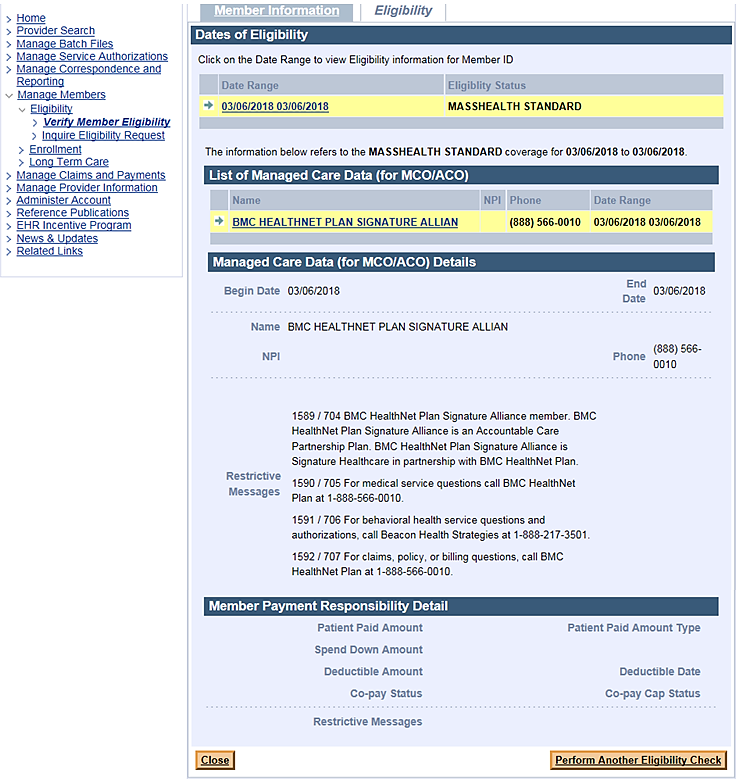 Home
Provider Search
Manage Batch Files
Manage Service Authorizations
Manage Correspondence and
Reporting
Manage Members
Eligibility
Verify Member Eligibility
Inquire Eligibility Request
Enrollment
Long Term Care
Manage Claims and Payments
Manage Provider Information
Administer Account
Reference Publications
EHR Incentive Program
News & Updates
Related Links
Member Information Eligibility
Dates of Eligibility
Click on the Date Range to view Eligibility information for Member ID
Date Range Eligiblity Status
03/06/2018 03/06/2018 MASSHEALTH STANDARD
The information below refers to the MASSHEALTH STANDARD coverage for 03/06/2018 to 03/06/2018.
List of Managed Care Data (for MCO/ACO)
Name NPI Phone Date Range
BMC HEALTHNET PLAN SIGNATURE ALLIAN (888) 566-0010 03/06/2018 03/06/2018
Managed Care Data (for MCO/ACO) Details
Begin Date 03/06/2018 End Date 03/06/2018
Name BMC HEALTHNET PLAN SIGNATURE ALLIAN
NPI Phone (888) 566-
0010
Restrictive
Messages
1589 / 704 BMC HealthNet Plan Signature Alliance member. BMC
HealthNet Plan Signature Alliance is an Accountable Care
Partnership Plan. BMC HealthNet Plan Signature Alliance is
Signature Healthcare in partnership with BMC HealthNet Plan.
1590 / 705 For medical service questions call BMC HealthNet
Plan at 1-888-566-0010.
1591 / 706 For behavioral health service questions and
authorizations, call Beacon Health Strategies at 1-888-217-3501.
1592 / 707 For claims, policy, or billing questions, call BMC
HealthNet Plan at 1-888-566-0010.
Member Payment Responsibility Detail
Patient Paid Amount Patient Paid Amount Type
Spend Down Amount
Deductible Amount Deductible Date
Co-pay Status Co-pay Cap Status
Restrictive Messages
Close Perform Another Eligibility Check